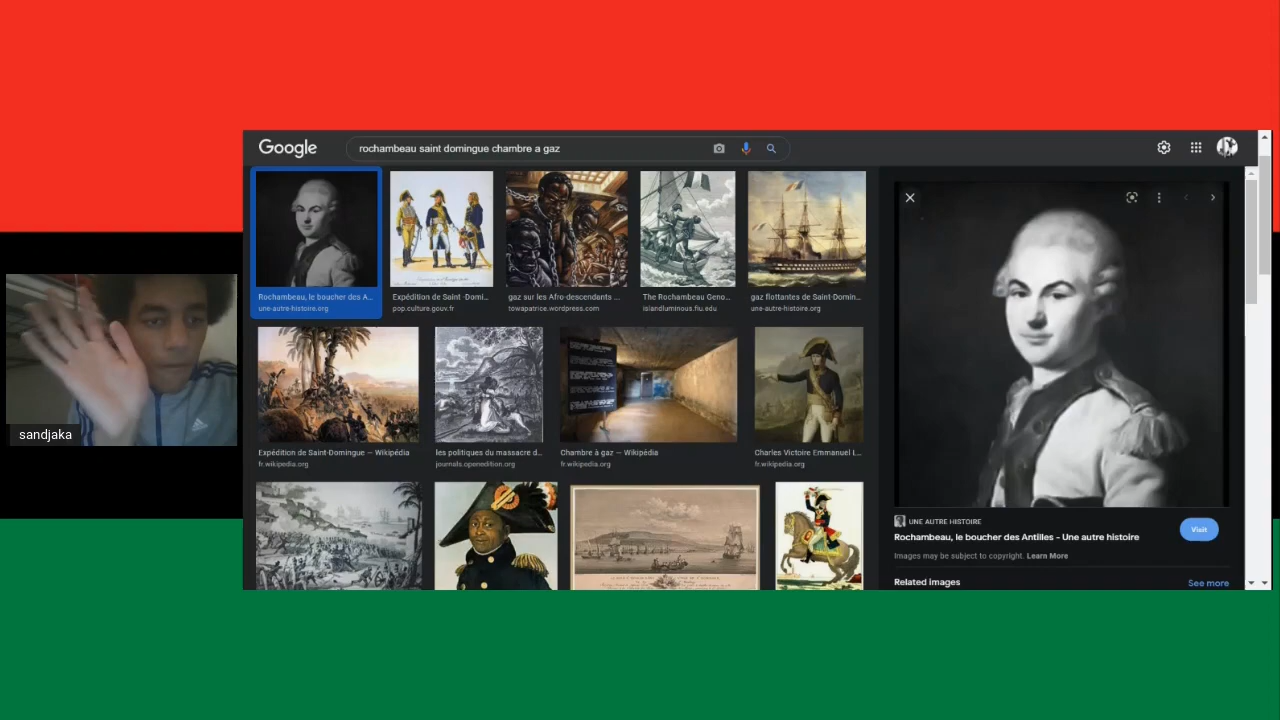 Google
rochambeau saint domingue chambre a gaz
Rochambeau, le boucher des A...
une-autre-histoire.org
Expédition de Saint-Domi...
pop.culture.gouv.fr
gaz sur les Afro-descendants ...
towapatrice.wordpress.com
The Rochambeau Geno...
islandluminous.fiu.edu
gaz flottantes de Saint-Domin...
une-autre-histoire.org
sandjaka
Expédition de Saint-Domingue — Wikipédia
fr.wikipedia.org
les politiques du massacre d...
journals.openedition.org
Chambre à gaz — Wikipédia
fr.wikipedia.org
Charles Victoire Emmanuel L...
fr.wikipedia.org
UNE AUTRE HISTOIRE
Rochambeau, le boucher des Antilles - Une autre histoire
Visit
Images may be subject to copyright. Learn More
Related images
See more